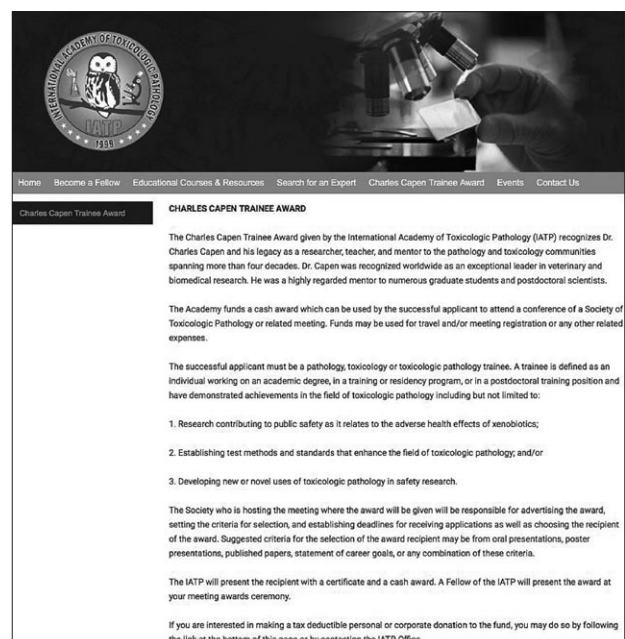 INTERNATIONAL ACADEMY OF TOXICOLOGIC PATHOLOGY
IATP
1999
Home Become a Fellow Educational Courses & Resources Search for an Expert Charles Capen Trainee Award Events Contact Us
Charles Capen Trainee Award
CHARLES CAPEN TRAINEE AWARD
The Charles Capen Trainee Award given by the International Academy of Toxicologic Pathology (IATP) recognizes Dr.
Charles Capen and his legacy as a researcher, teacher, and mentor to the pathology and toxicology communities
spanning more than four decades. Dr. Capen was recognized worldwide as an exceptional leader in veterinary and
biomedical research. He was a highly regarded mentor to numerous graduate students and postdoctoral scientists.
The Academy funds a cash award which can be used by the successful applicant to attend a conference of a Society of
Toxicologic Pathology or related meeting. Funds may be used for travel and/or meeting registration or any other related
expenses.
The successful applicant must be a pathology, toxicology or toxicologic pathology trainee. A trainee is defined as an
individual working on an academic degree, in a training or residency program, or in a postdoctoral training position and
have demonstrated achievements in the field of toxicologic pathology including but not limited to:
1. Research contributing to public safety as it relates to the adverse health effects of xenobiotics;
2. Establishing test methods and standards that enhance the field of toxicologic pathology; and/or
3. Developing new or novel uses of toxicologic pathology in safety research.
The Society who is hosting the meeting where the award will be given will be responsible for advertising the award,
setting the criteria for selection, and establishing deadlines for receiving applications as well as choosing the recipient
of the award. Suggested criteria for the selection of the award recipient may be from oral presentations, poster
presentations, published papers, statement of career goals, or any combination of these criteria.
The IATP will present the recipient with a certificate and a cash award. A Fellow of the IATP will present the award at
your meeting awards ceremony.
If you are interested in making a tax deductible personal or corporate donation to the fund, you may do so by following
the link at the bottom of this page or by contacting the IATP Office.